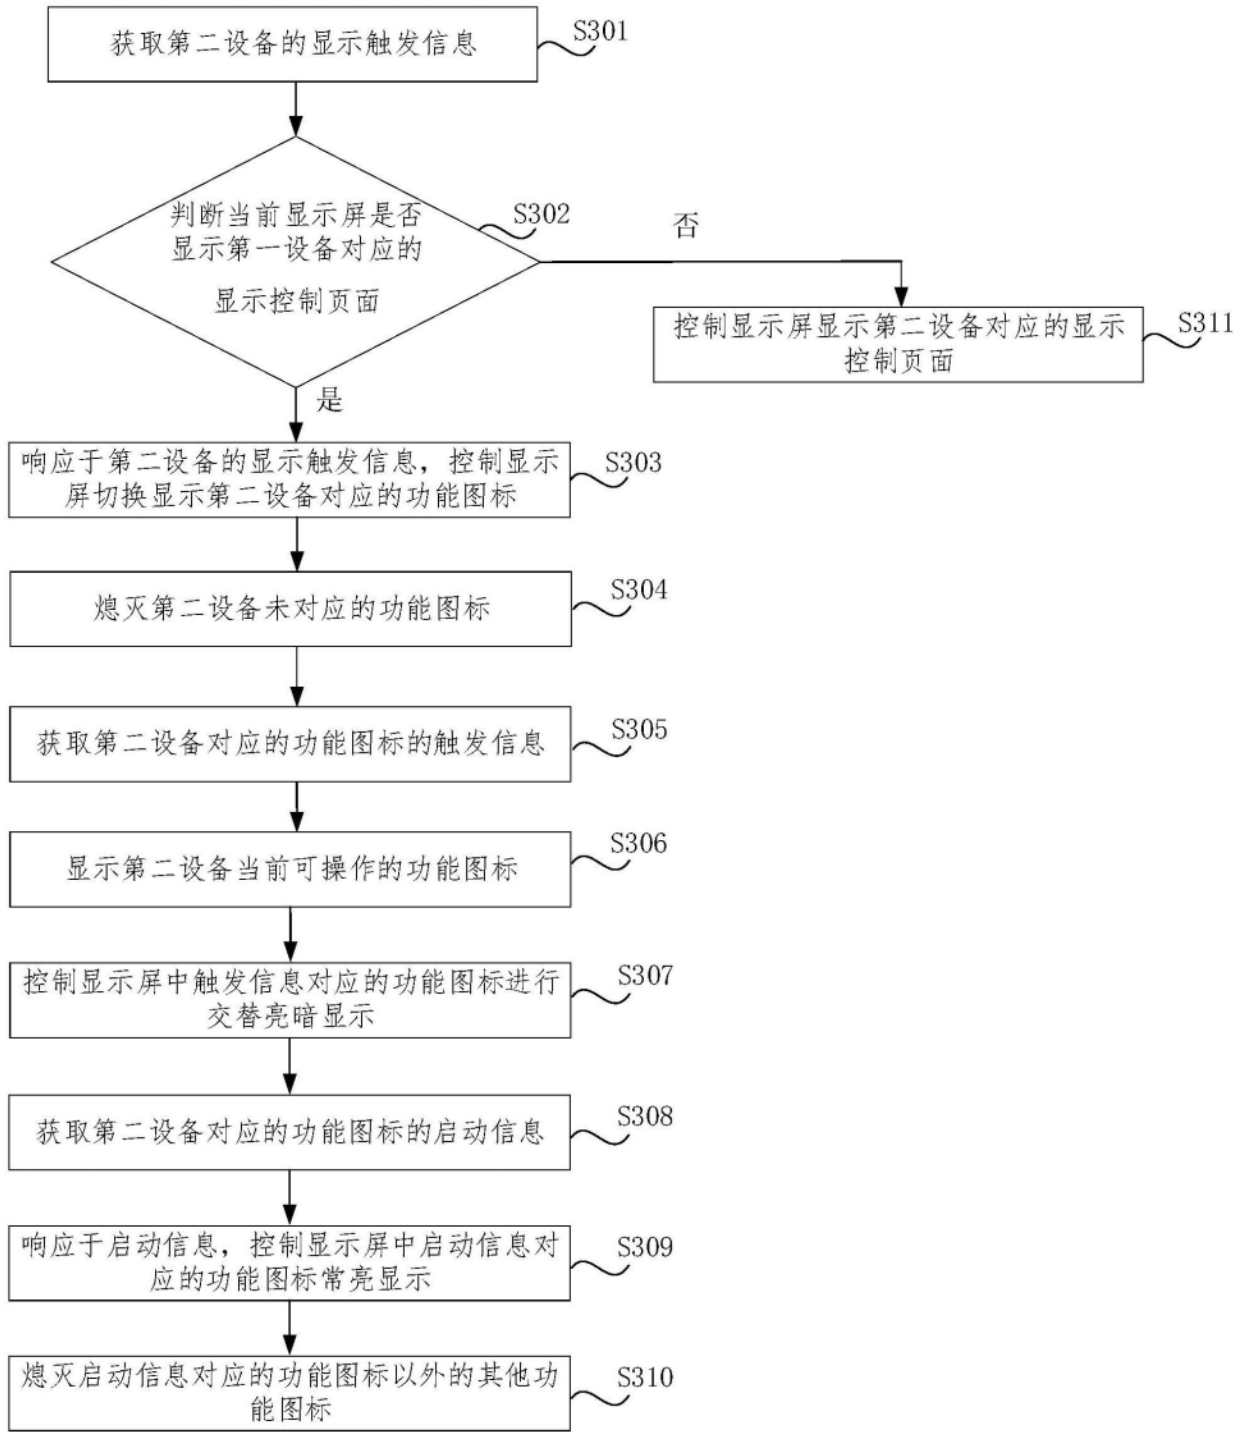 获取第二设备的显示触发信息
S301
判断当前显示屏是否
显示第一设备对应的
显示控制页面
S302
否
控制显示屏显示第二设备对应的显示
控制页面
S311
是
响应于第二设备的显示触发信息，控制显示
屏切换显示第二设备对应的功能图标
S303
熄灭第二设备未对应的功能图标
S304
获取第二设备对应的功能图标的触发信息
S305
显示第二设备当前可操作的功能图标
S306
控制显示屏中触发信息对应的功能图标进行
交替亮暗显示
S307
获取第二设备对应的功能图标的启动信息
S308
响应于启动信息，控制显示屏中启动信息对
应的功能图标常亮显示
S309
熄灭启动信息对应的功能图标以外的其他功
能图标
S310